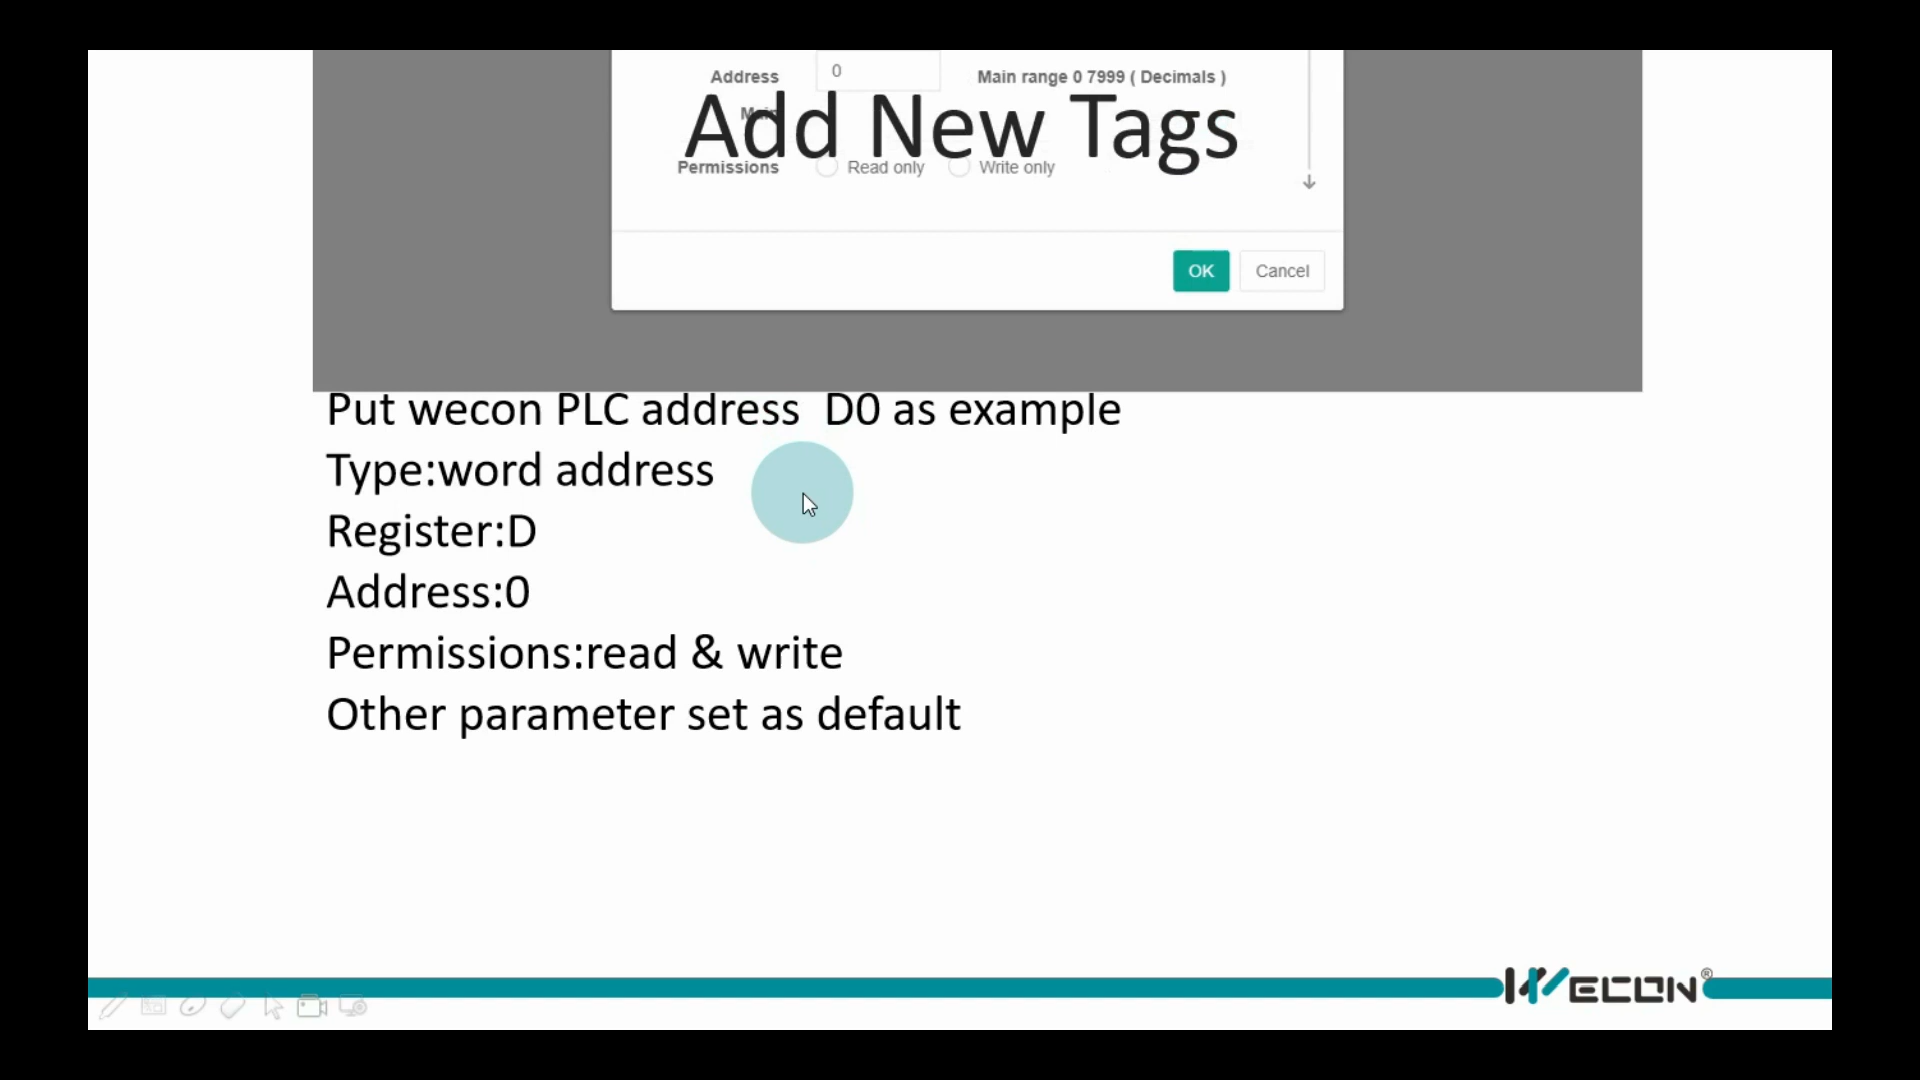 Address 0 Main range 0 7999 ( Decimals )
Main
Add New Tags
Permissions Read only Write only
OK Cancel
Put wecon PLC address D0 as example
Type:word address
Register:D
Address:0
Permissions:read & write
Other parameter set as default
WECON®